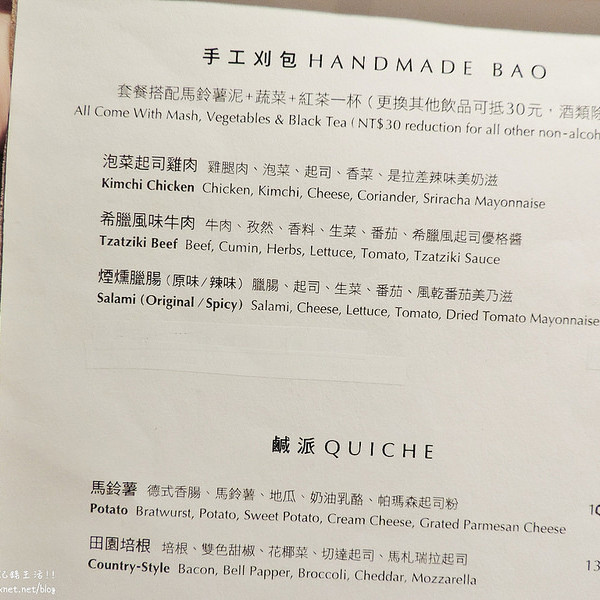 手工刈包 HANDMADE BAO
套餐搭配馬鈴薯泥+蔬菜+紅茶一杯（更換其他飲品可抵30元，酒類除
All Come With Mash, Vegetables & Black Tea ( NT$30 reduction for all other non-alcoh
泡菜起司雞肉 雞腿肉、泡菜、起司、香菜、是拉差辣味美奶滋
Kimchi Chicken Chicken, Kimchi, Cheese, Coriander, Sriracha Mayonnaise
希臘風味牛肉 牛肉、孜然、香料、生菜、番茄、希臘風起司優格醬
Tzatziki Beef Beef, Cumin, Herbs, Lettuce, Tomato, Tzatziki Sauce
煙燻臘腸（原味/辣味）臘腸、起司、生菜、番茄、風乾番茄美乃滋
Salami (Original /Spicy) Salami, Cheese, Lettuce, Tomato, Dried Tomato Mayonnaise
鹹派 QUICHE
馬鈴薯 德式香腸、馬鈴薯、地瓜、奶油乳酪、帕瑪森起司粉
Potato Bratwurst, Potato, Sweet Potato, Cream Cheese, Grated Parmesan Cheese
田園培根 培根、雙色甜椒、花椰菜、切達起司、馬札瑞拉起司 13
Country-Style Bacon, Bell Papper, Broccoli, Cheddar, Mozzarella
生活!!
xnet.net/blog